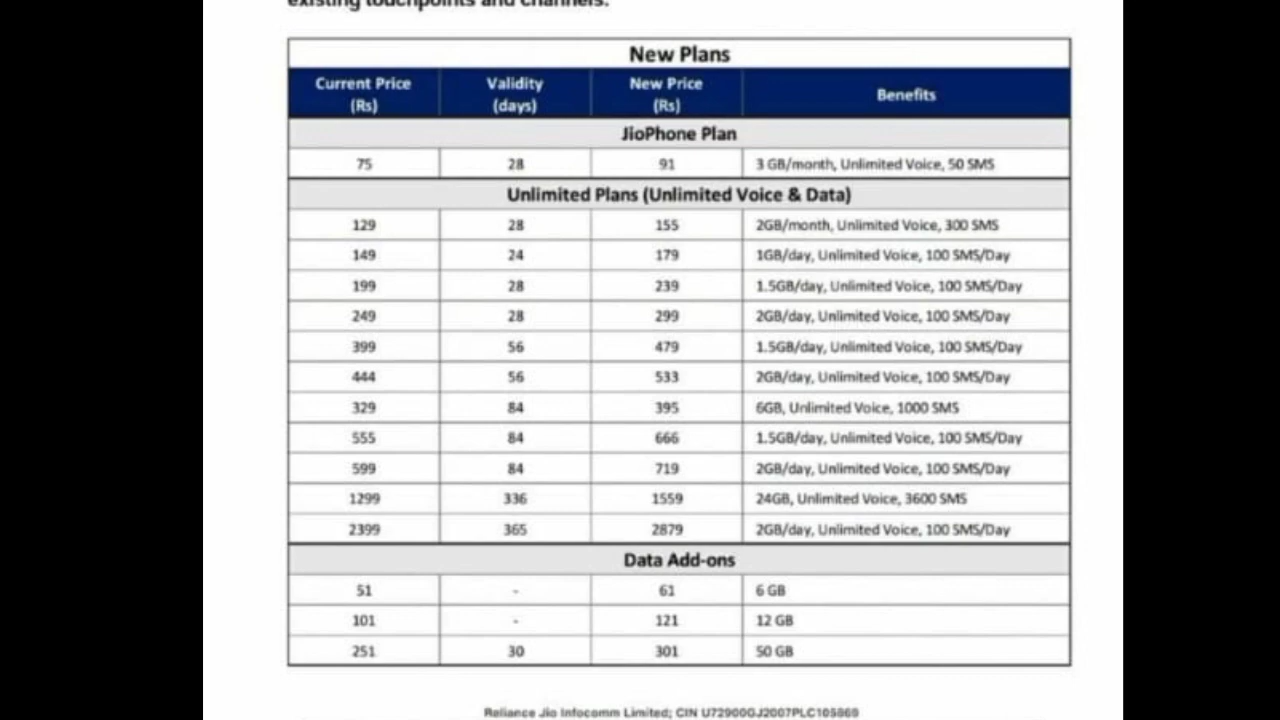 existing touchpoints and channels.
New Plans
Current Price (Rs) Validity (days) New Price (Rs) Benefits
JioPhone Plan
75 28 91 3 GB/month, Unlimited Voice, 50 SMS
Unlimited Plans (Unlimited Voice & Data)
129 28 155 2GB/month, Unlimited Voice, 300 SMS
149 24 179 1GB/day, Unlimited Voice, 100 SMS/Day
199 28 239 1.5GB/day, Unlimited Voice, 100 SMS/Day
249 28 299 2GB/day, Unlimited Voice, 100 SMS/Day
399 56 479 1.5GB/day, Unlimited Voice, 100 SMS/Day
444 56 533 2GB/day, Unlimited Voice, 100 SMS/Day
329 84 395 6GB, Unlimited Voice, 1000 SMS
555 84 666 1.5GB/day, Unlimited Voice, 100 SMS/Day
599 84 719 2GB/day, Unlimited Voice, 100 SMS/Day
1299 336 1559 24GB, Unlimited Voice, 3600 SMS
2399 365 2879 2GB/day, Unlimited Voice, 100 SMS/Day
Data Add-ons
51 - 61 6 GB
101 - 121 12 GB
251 30 301 50 GB
Reliance Jio Infocomm Limited; CIN U72900GJ2007PLC105869